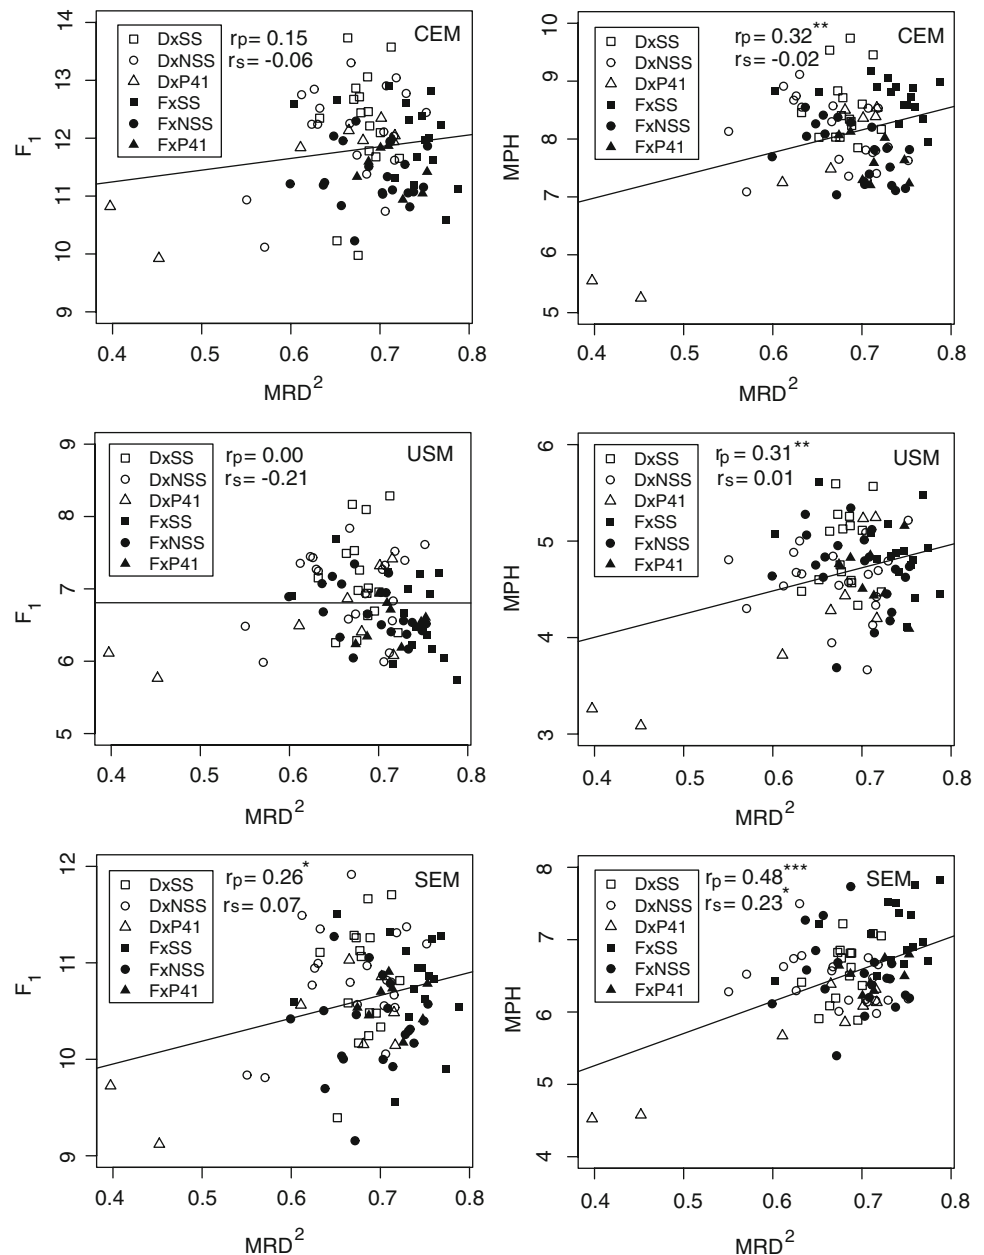 CEM
rp = 0.15
rs = -0.06
DxSS
DxNSS
DxP41
FxSS
FxNSS
FxP41
F1
14
13
12
11
10
9
0.4 0.5 0.6 0.7 0.8
MRD2
CEM
rp = 0.32**
rs = -0.02
DxSS
DxNSS
DxP41
FxSS
FxNSS
FxP41
MPH
10
9
8
7
6
5
0.4 0.5 0.6 0.7 0.8
MRD2
USM
rp = 0.00
rs = -0.21
DxSS
DxNSS
DxP41
FxSS
FxNSS
FxP41
F1
9
8
7
6
5
0.4 0.5 0.6 0.7 0.8
MRD2
USM
rp = 0.31**
rs = 0.01
DxSS
DxNSS
DxP41
FxSS
FxNSS
FxP41
MPH
6
5
4
3
0.4 0.5 0.6 0.7 0.8
MRD2
SEM
rp = 0.26*
rs = 0.07
DxSS
DxNSS
DxP41
FxSS
FxNSS
FxP41
F1
12
11
10
9
0.4 0.5 0.6 0.7 0.8
MRD2
SEM
rp = 0.48***
rs = 0.23*
DxSS
DxNSS
DxP41
FxSS
FxNSS
FxP41
MPH
8
7
6
5
4
0.4 0.5 0.6 0.7 0.8
MRD2